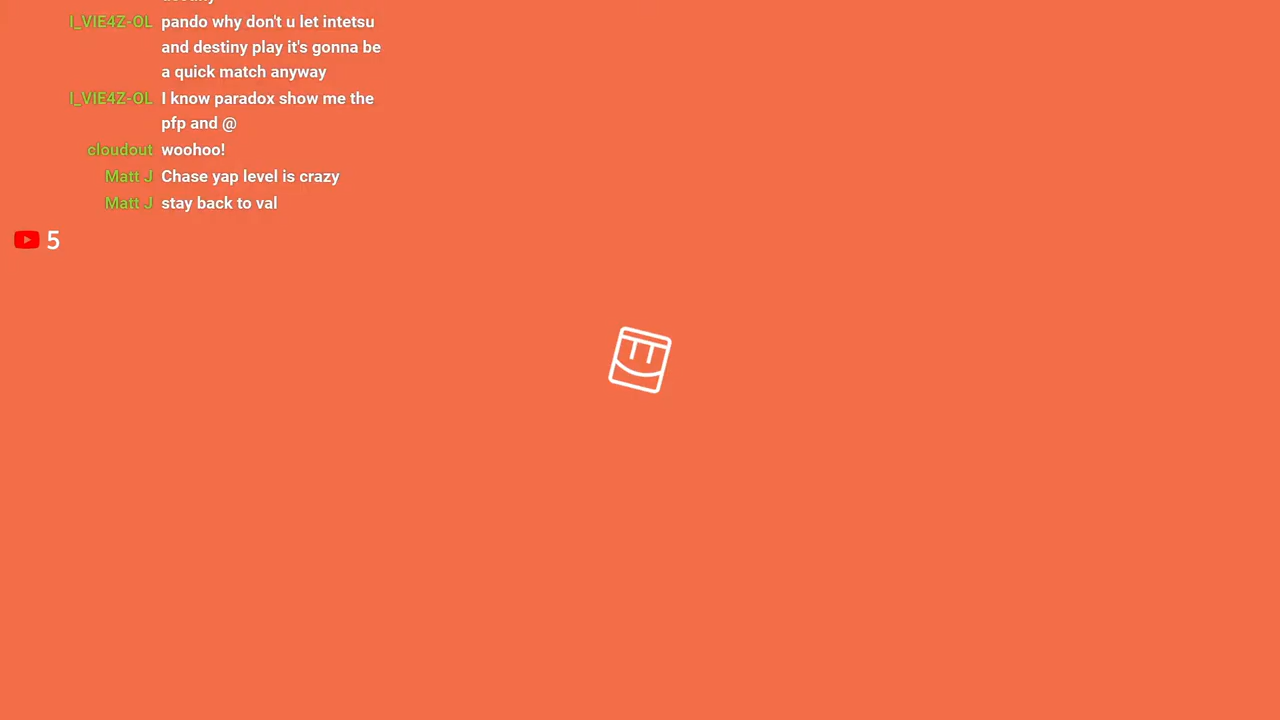 I_VIE4Z-OL pando why don't u let intetsu
and destiny play it's gonna be
a quick match anyway
I_VIE4Z-OL I know paradox show me the
pfp and @
cloudout woohoo!
Matt J Chase yap level is crazy
Matt J stay back to val
5